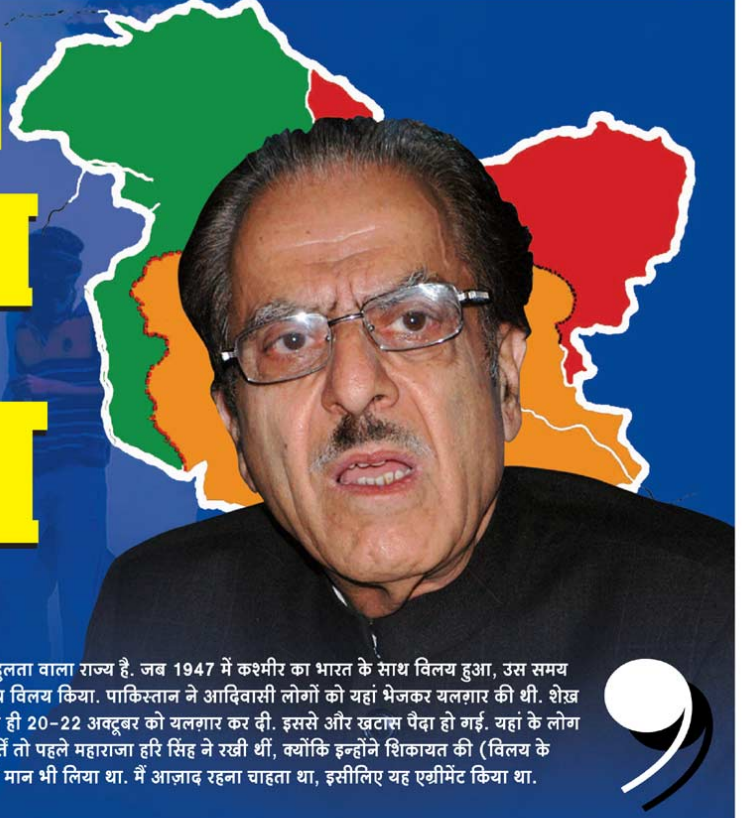 वाला राज्य है. जब 1947 में कश्मीर का भारत के साथ विलय हुआ, उस समय
विलय किया. पाकिस्तान ने आदिवासी लोगों को यहां भेजकर यलग़ार की थी. शेख़
ही 20-22 अक्टूबर को यलग़ार कर दी. इससे और खटास पैदा हो गई. यहां के लोग
तो पहले महाराजा हरि सिंह ने रखी थीं, क्योंकि इन्होंने शिकायत की (विलय के
मान भी लिया था. मैं आज़ाद रहना चाहता था, इसीलिए यह एग्रीमेंट किया था.